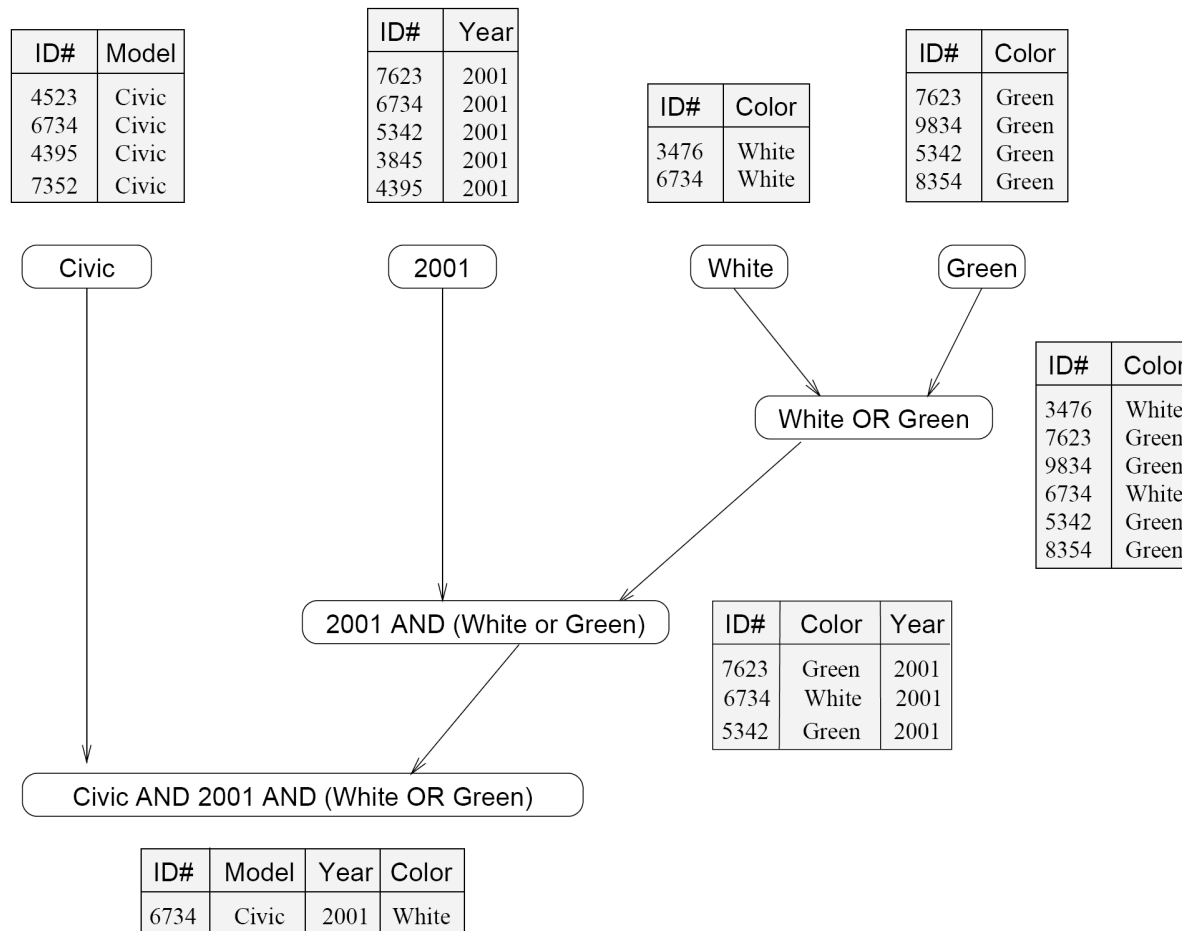 ID# Model
4523 Civic
6734 Civic
4395 Civic
7352 Civic
ID# Year
7623 2001
6734 2001
5342 2001
3845 2001
4395 2001
ID# Color
3476 White
6734 White
ID# Color
7623 Green
9834 Green
5342 Green
8354 Green
Civic
2001
White
Green
White OR Green
ID# Color
3476 White
7623 Green
9834 Green
6734 White
5342 Green
8354 Green
2001 AND (White or Green)
ID# Color Year
7623 Green 2001
6734 White 2001
5342 Green 2001
Civic AND 2001 AND (White OR Green)
ID# Model Year Color
6734 Civic 2001 White